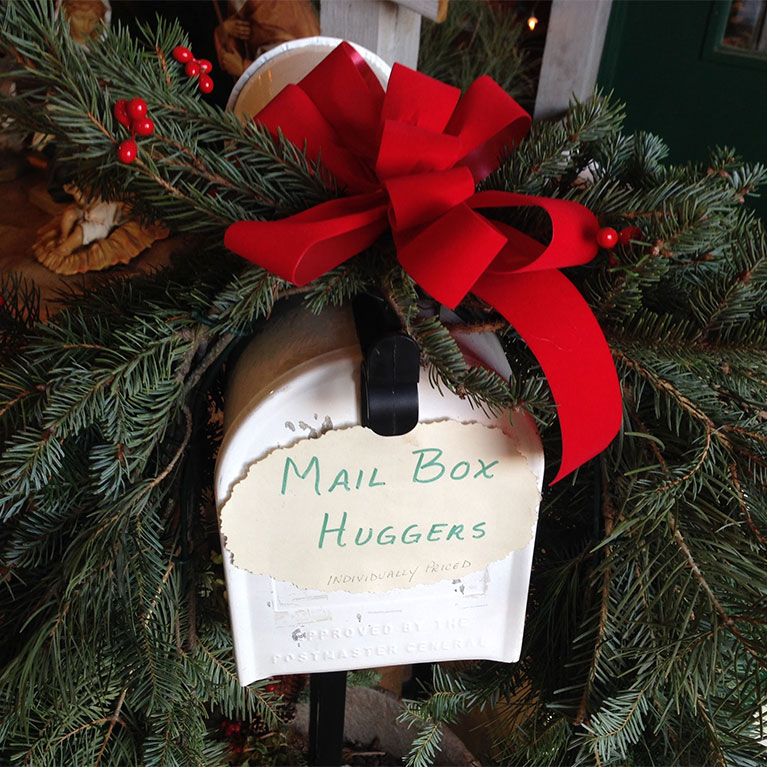 MAIL BOX
HUGGERS
INDIVIDUALLY PRICED
APPROVED BY THE
POSTMASTER GENERAL